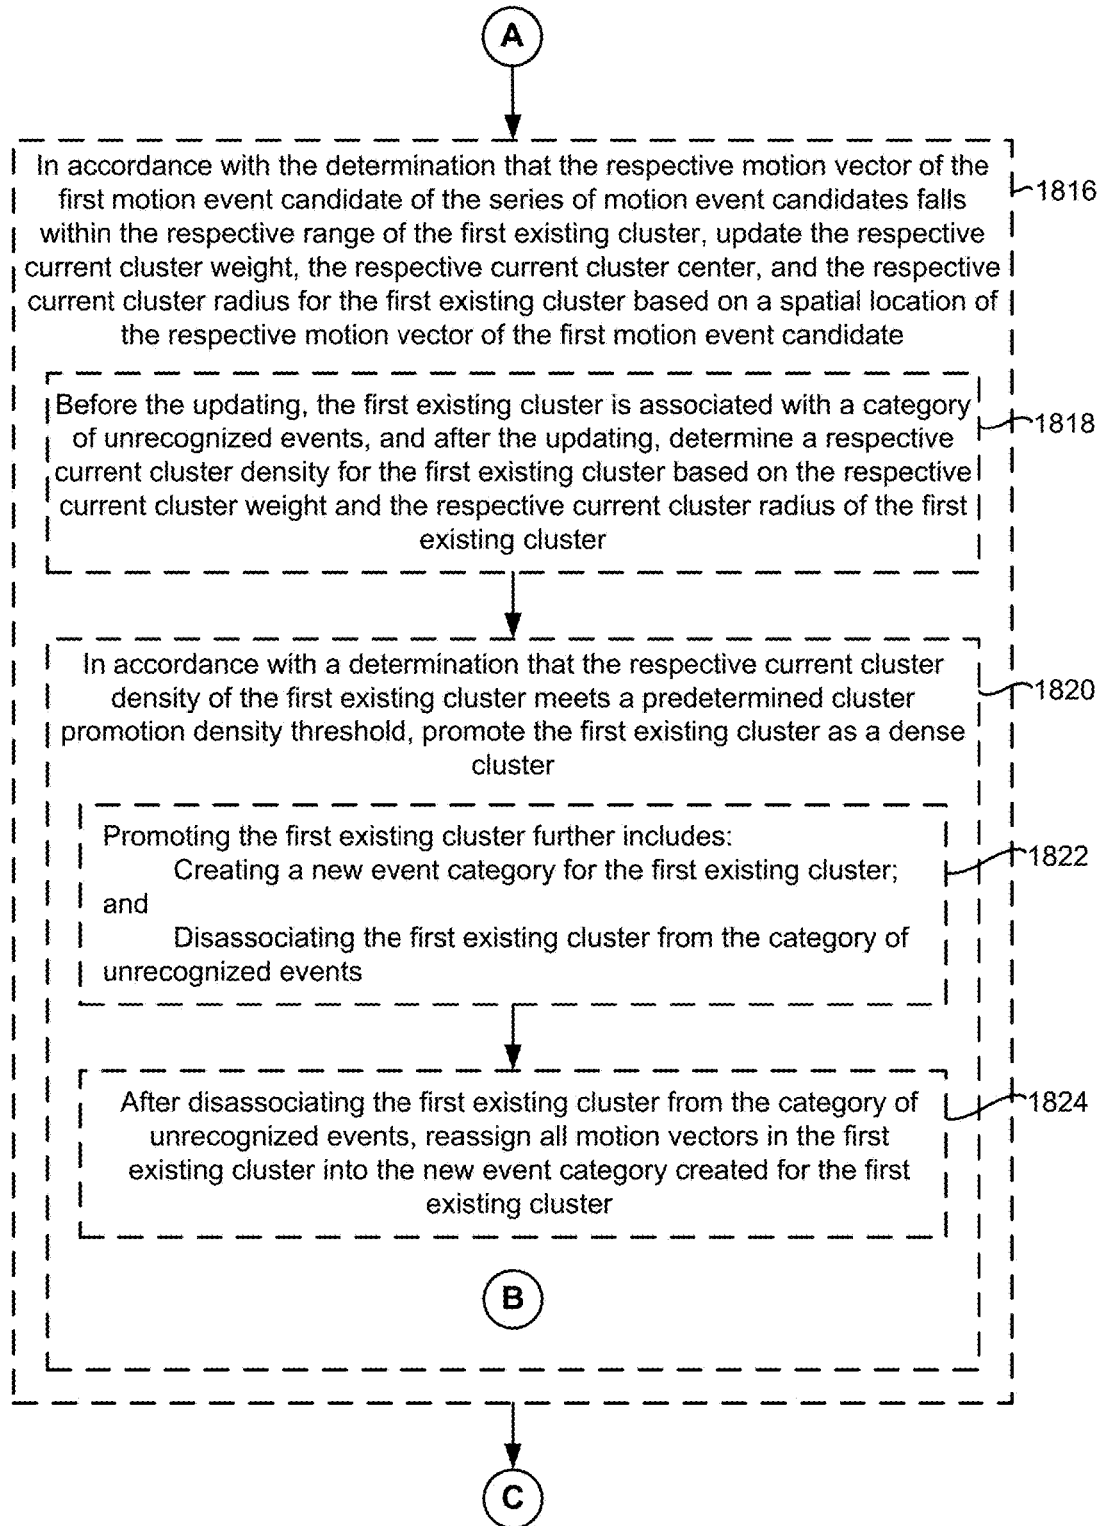 A
In accordance with the determination that the respective motion vector of the
first motion event candidate of the series of motion event candidates falls
within the respective range of the first existing cluster, update the respective
current cluster weight, the respective current cluster center, and the respective
current cluster radius for the first existing cluster based on a spatial location of
the respective motion vector of the first motion event candidate
1816
Before the updating, the first existing cluster is associated with a category
of unrecognized events, and after the updating, determine a respective
current cluster density for the first existing cluster based on the respective
current cluster weight and the respective current cluster radius of the first
existing cluster
1818
In accordance with a determination that the respective current cluster
density of the first existing cluster meets a predetermined cluster
promotion density threshold, promote the first existing cluster as a dense
cluster
1820
Promoting the first existing cluster further includes:
Creating a new event category for the first existing cluster;
and
Disassociating the first existing cluster from the category of
unrecognized events
1822
After disassociating the first existing cluster from the category of
unrecognized events, reassign all motion vectors in the first
existing cluster into the new event category created for the first
existing cluster
1824
B
C